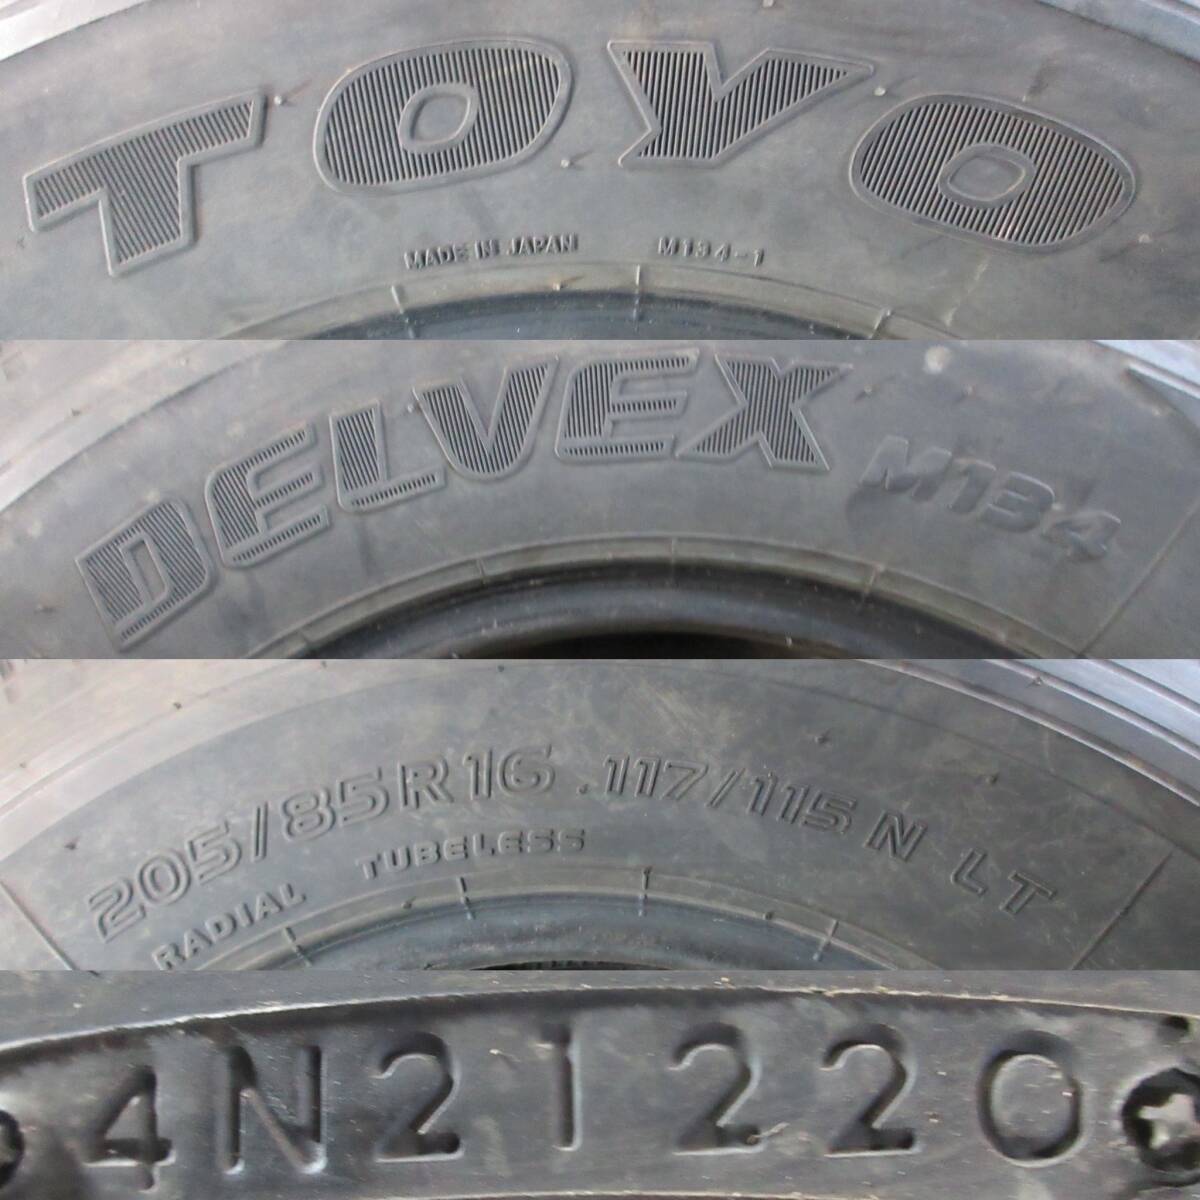 TOYO
MADE IN JAPAN M134-1
DELVEX M134
205/85R16 117/115 N LT
RADIAL TUBELESS
4N21220